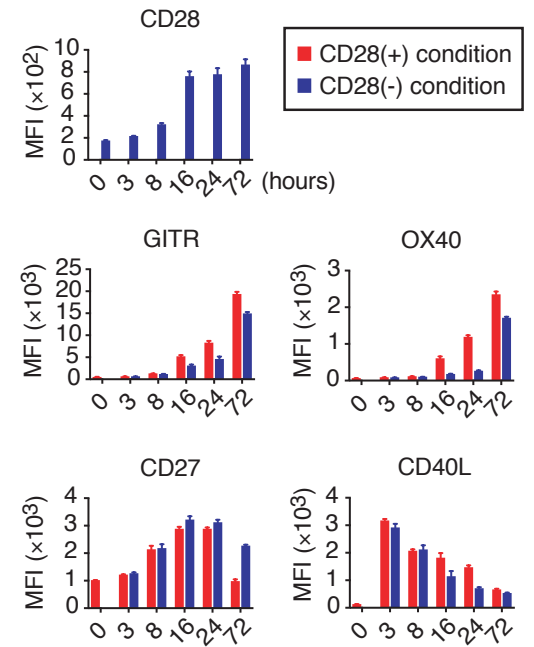 CD28
CD28(+) condition
CD28(-) condition
MFI (×10²)
10
8
6
4
2
0
0 3 8 16 24 72 (hours)
GITR
MFI (×10³)
25
20
15
10
5
0
0 3 8 16 24 72
OX40
MFI (×10³)
3
2
1
0
0 3 8 16 24 72
CD27
MFI (×10³)
4
3
2
1
0
0 3 8 16 24 72
CD40L
MFI (×10³)
4
3
2
1
0
0 3 8 16 24 72